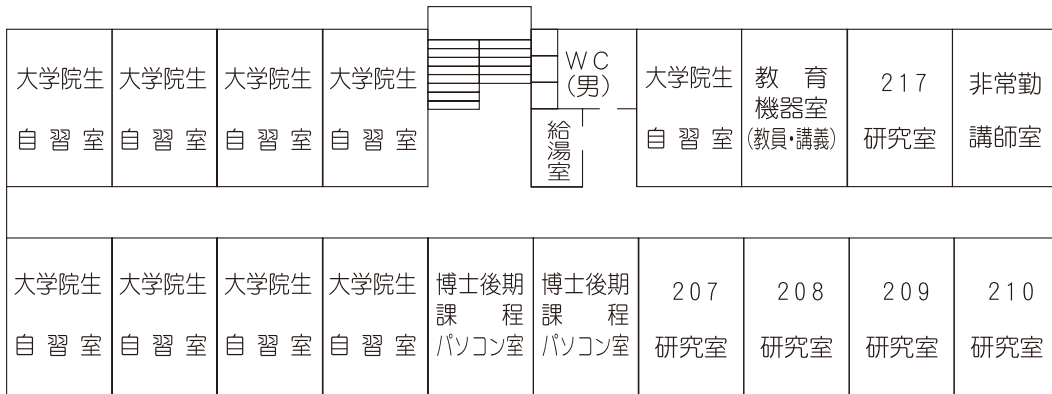 大学院生
自習室
大学院生
自習室
大学院生
自習室
大学院生
自習室
WC
(男)
給湯室
大学院生
自習室
教育
機器室
(教員・講義)
217
研究室
非常勤
講師室
大学院生
自習室
大学院生
自習室
大学院生
自習室
大学院生
自習室
博士後期
課程
パソコン室
博士後期
課程
パソコン室
207
研究室
208
研究室
209
研究室
210
研究室